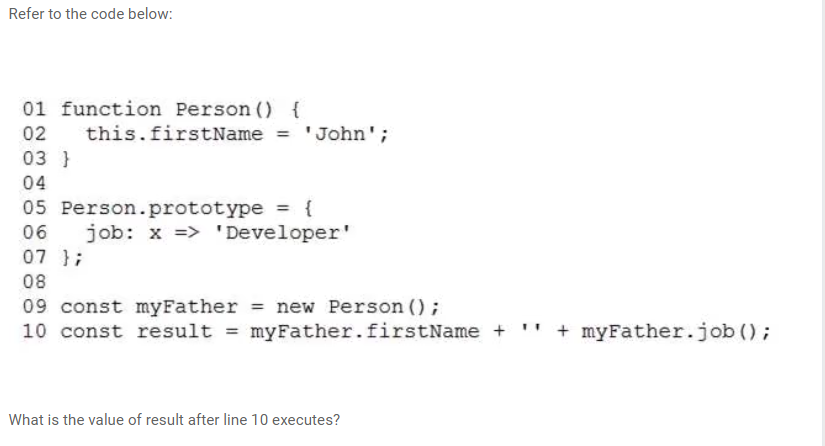 Refer to the code below:
01 function Person() {
02   this.firstName = 'John';
03 }
04
05 Person.prototype = {
06   job: x => 'Developer'
07 };
08
09 const myFather = new Person();
10 const result = myFather.firstName + '' + myFather.job();
What is the value of result after line 10 executes?